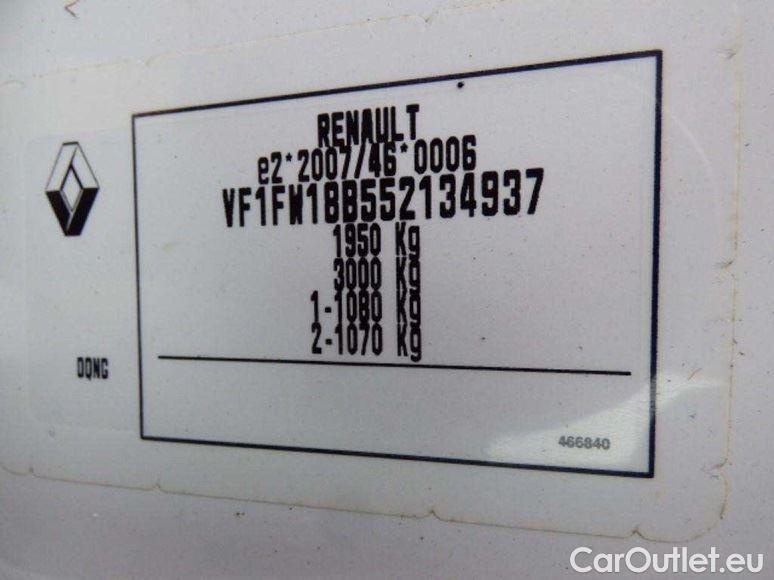 RENAULT
e2*2007/46*0006
VF1FW18B552134937
1950 Kg
3000 Kg
1-1080 Kg
2-1070 Kg
DQNG
466840
CarOutlet.eu